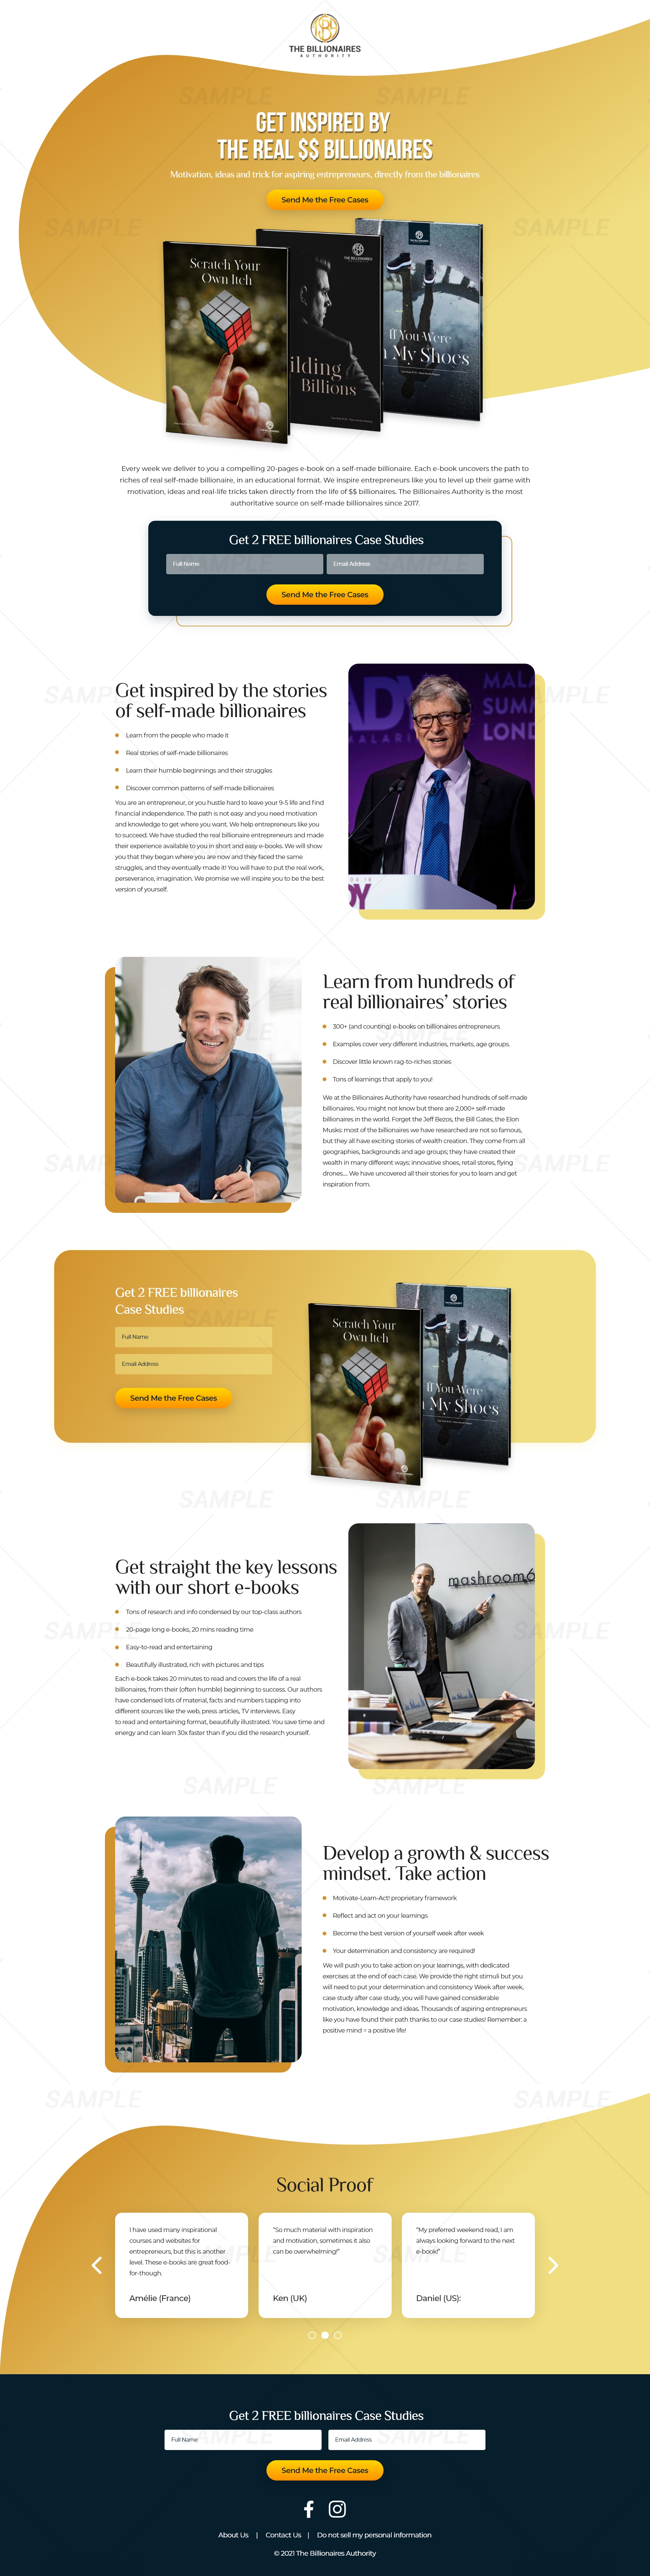 THE BILLIONAIRES
AUTHORITY
GET INSPIRED BY
THE REAL $$ BILLIONAIRES
Motivation, ideas and trick for aspiring entrepreneurs, directly from the billionaires
Send Me the Free Cases
Scratch Your
Own Itch
THE BILLIONAIRES
ilding
Billions
If You Were
n My Shoes
Every week we deliver to you a compelling 20-pages e-book on a self-made billionaire. Each e-book uncovers the path to
riches of real self-made billionaire, in an educational format. We inspire entrepreneurs like you to level up their game with
motivation, ideas and real-life tricks taken directly from the life of $$ billionaires. The Billionaires Authority is the most
authoritative source on self-made billionaires since 2017.
Get 2 FREE billionaires Case Studies
Full Name
Email Address
Send Me the Free Cases
Get inspired by the stories
of self-made billionaires
Learn from the people who made it
Real stories of self-made billionaires
Learn their humble beginnings and their struggles
Discover common patterns of self-made billionaires
You are an entrepreneur, or you hustle hard to leave your 9-5 life and find
financial independence. The path is not easy and you need motivation
and knowledge to get where you want. We help entrepreneurs like you
to succeed. We have studied the real billionaire entrepreneurs and made
their experience available to you in short and easy e-books. We will show
you that they began where you are now and they faced the same
struggles, and they eventually made it! You will have to put the real work,
perseverance, imagination. We promise we will inspire you to be the best
version of yourself.
MALA
SUMM
LOND
Learn from hundreds of
real billionaires' stories
300+ (and counting) e-books on billionaires entrepreneurs
Examples cover very different industries, markets, age groups.
Discover little known rag-to-riches stories
Tons of learnings that apply to you!
We at the Billionaires Authority have researched hundreds of self-made
billionaires. You might not know but there are 2,000+ self-made
billionaires in the world. Forget the Jeff Bezos, the Bill Gates, the Elon
Musks: most of the billionaires we have researched are not so famous,
but they all have exciting stories of wealth creation. They come from all
geographies, backgrounds and age groups; they have created their
wealth in many different ways: innovative shoes, retail stores, flying
drones... We have uncovered all their stories for you to learn and get
inspiration from.
Get 2 FREE billionaires
Case Studies
Full Name
Email Address
Send Me the Free Cases
Scratch Your
Own Itch
If You Were
n My Shoes
Get straight the key lessons
with our short e-books
Tons of research and info condensed by our top-class authors
20-page long e-books, 20 mins reading time
Easy-to-read and entertaining
Beautifully illustrated, rich with pictures and tips
Each e-book takes 20 minutes to read and covers the life of a real
billionaires, from their (often humble) beginning to success. Our authors
have condensed lots of material, facts and numbers tapping into
different sources like the web, press articles, TV interviews. Easy
to read and entertaining format, beautifully illustrated. You save time and
energy and can learn 30x faster than if you did the research yourself.
mashroom6
Develop a growth & success
mindset. Take action
Motivate-Learn-Act! proprietary framework
Reflect and act on your learnings
Become the best version of yourself week after week
Your determination and consistency are required!
We will push you to take action on your learnings, with dedicated
exercises at the end of each case. We provide the right stimuli but you
will need to put your determination and consistency Week after week,
case study after case study, you will have gained considerable
motivation, knowledge and ideas. Thousands of aspiring entrepreneurs
like you have found their path thanks to our case studies! Remember: a
positive mind = a positive life!
Social Proof
I have used many inspirational
courses and websites for
entrepreneurs, but this is another
level. These e-books are great food-
for-though.
Amélie (France)
"So much material with inspiration
and motivation, sometimes it also
can be overwhelming!"
Ken (UK)
"My preferred weekend read, I am
always looking forward to the next
e-book!"
Daniel (US):
Get 2 FREE billionaires Case Studies
Full Name
Email Address
Send Me the Free Cases
About Us | Contact Us | Do not sell my personal information
© 2021 The Billionaires Authority
SAMPLE